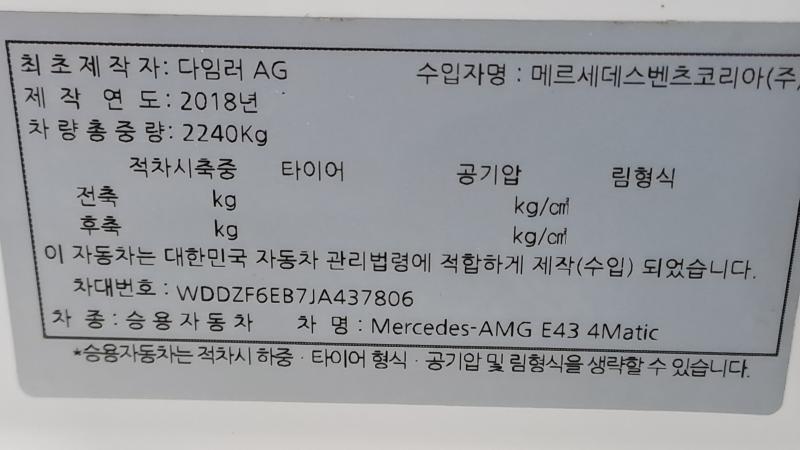 최초제작자: 다임러 AG 수입자명 : 메르세데스벤츠코리아(주)
제 작 연 도: 2018년
차량총중량: 2240Kg
적차시축중 타이어 공기압 림형식
전축 kg kg/㎠
후축 kg kg/㎠
이 자동차는 대한민국 자동차 관리법령에 적합하게 제작(수입) 되었습니다.
차대번호 : WDDZF6EB7JA437806
차 종 : 승용자동차 차 명 : Mercedes-AMG E43 4Matic
*승용자동차는 적차시 하중 · 타이어 형식 · 공기압 및 림형식을 생략할 수 있습니다.